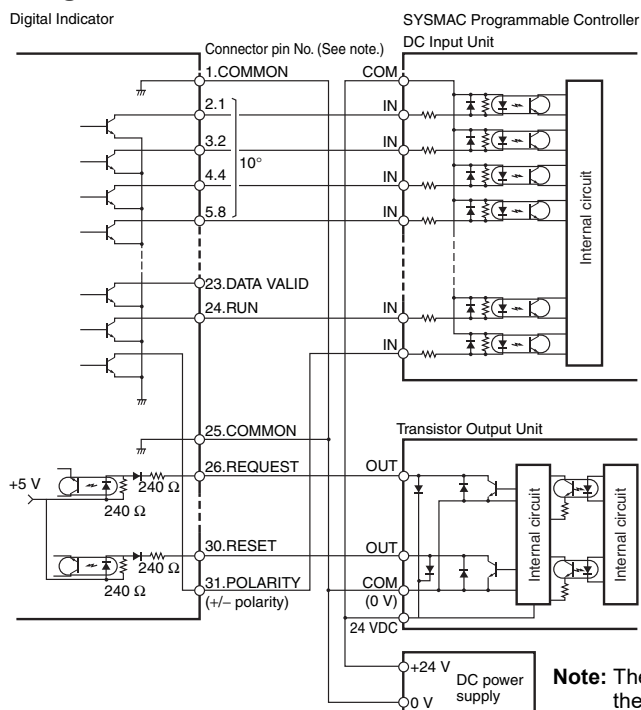 Digital Indicator
SYSMAC Programmable Controller
DC Input Unit
Connector pin No. (See note.)
1.COMMON
COM
2.1
IN
3.2
IN
10°
4.4
IN
5.8
IN
Internal circuit
23.DATA VALID
24.RUN
IN
IN
25.COMMON
Transistor Output Unit
26.REQUEST
OUT
+5 V
240 Ω
240 Ω
Internal circuit
Internal circuit
30.RESET
OUT
240 Ω
240 Ω
31.POLARITY
(+/– polarity)
COM
(0 V)
24 VDC
+24 V
DC power
supply
0 V
Note: The
the